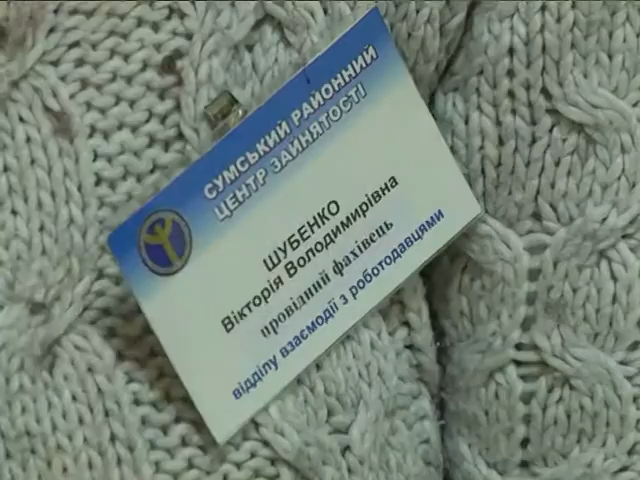 СУМСЬКИЙ РАЙОННИЙ
ЦЕНТР ЗАЙНЯТОСТІ
ШУБЕНКО
Вікторія Володимирівна
провідний фахівець
відділу взаємодії з роботодавцями